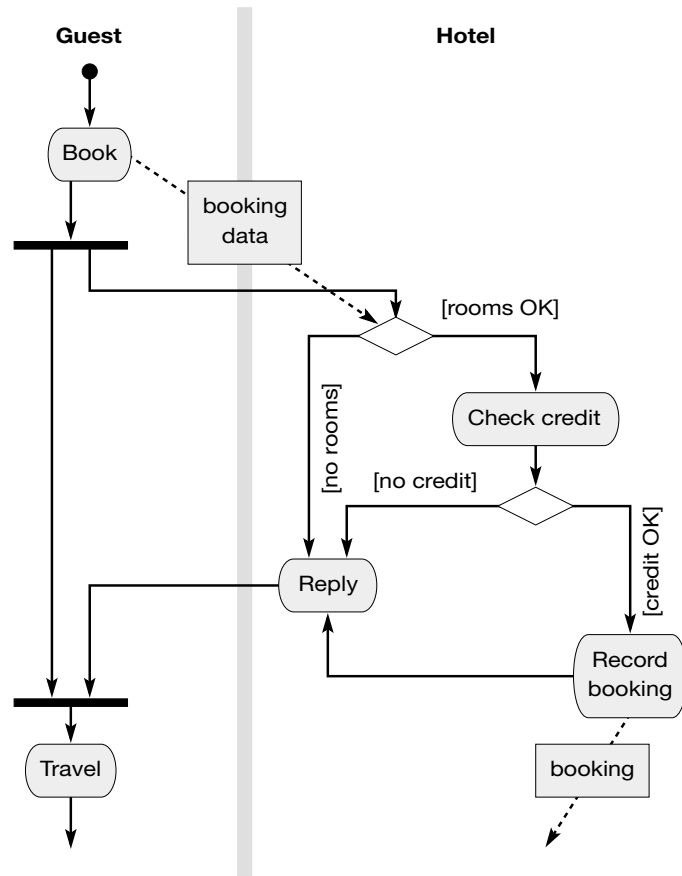 Guest
Hotel
Book
booking
data
[rooms OK]
Check credit
[no rooms]
[no credit]
[credit OK]
Reply
Record
booking
Travel
booking